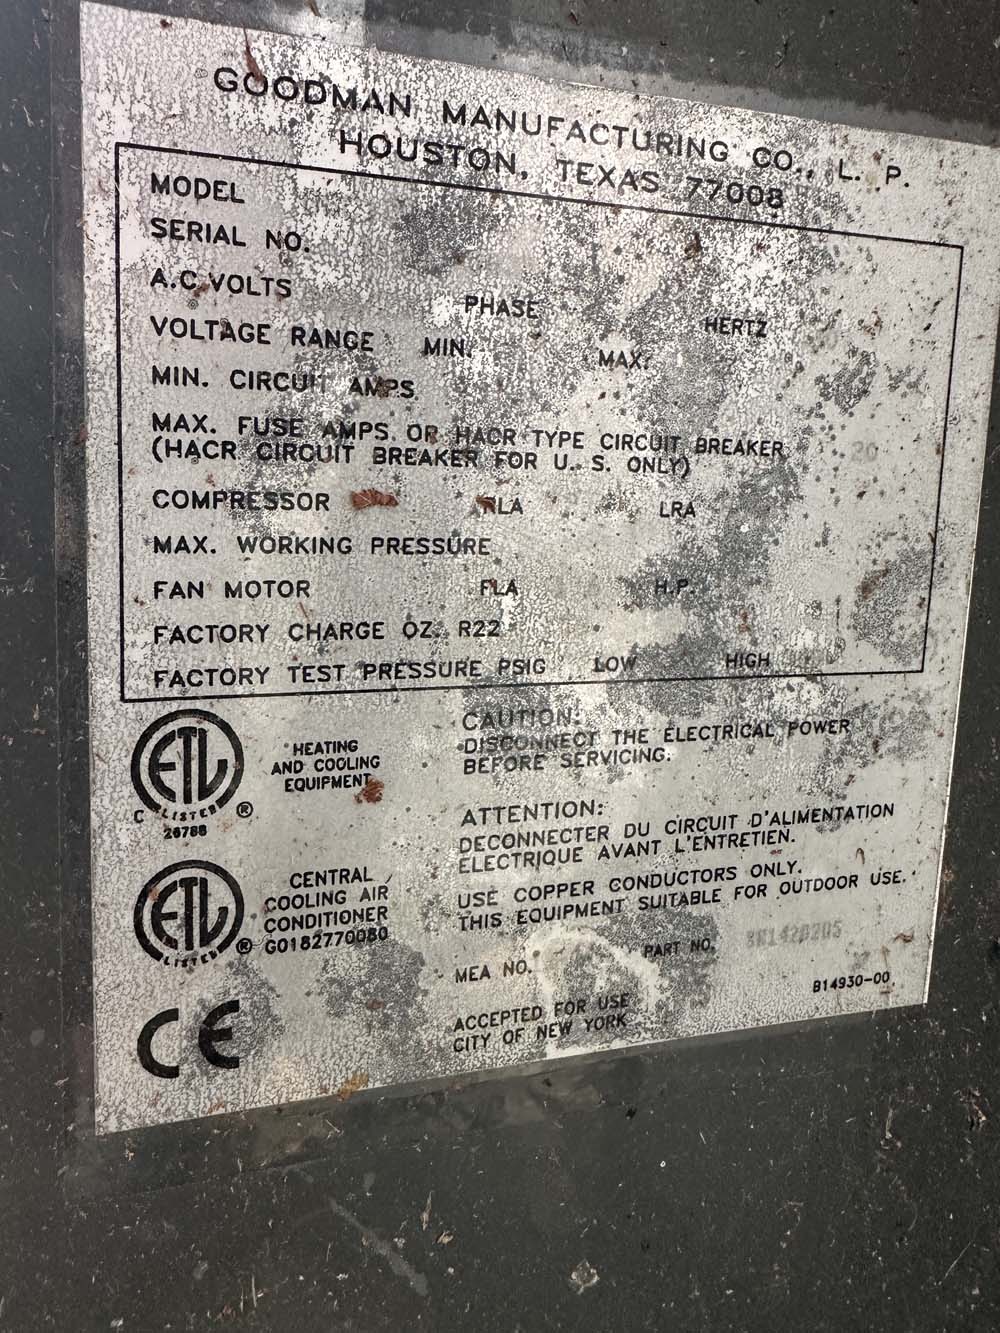 GOODMAN MANUFACTURING CO., L. P.
HOUSTON, TEXAS 77008
MODEL
SERIAL NO.
A.C. VOLTS PHASE HERTZ
VOLTAGE RANGE MIN. MAX.
MIN. CIRCUIT AMPS
MAX. FUSE AMPS. OR HACR TYPE CIRCUIT BREAKER 20
(HACR CIRCUIT BREAKER FOR U. S. ONLY)
COMPRESSOR RLA LRA
MAX. WORKING PRESSURE
FAN MOTOR FLA H.P.
FACTORY CHARGE OZ. R22
FACTORY TEST PRESSURE PSIG LOW HIGH
ETL
C LISTED ®
26788
HEATING
AND COOLING
EQUIPMENT
CAUTION:
DISCONNECT THE ELECTRICAL POWER
BEFORE SERVICING.
ATTENTION:
DECONNECTER DU CIRCUIT D'ALIMENTATION
ELECTRIQUE AVANT L'ENTRETIEN.
ETL
LISTED ®
CENTRAL
COOLING AIR
CONDITIONER
G0182770080
USE COPPER CONDUCTORS ONLY.
THIS EQUIPMENT SUITABLE FOR OUTDOOR USE.
MEA NO. PART NO.
B14930-00
CE
ACCEPTED FOR USE
CITY OF NEW YORK